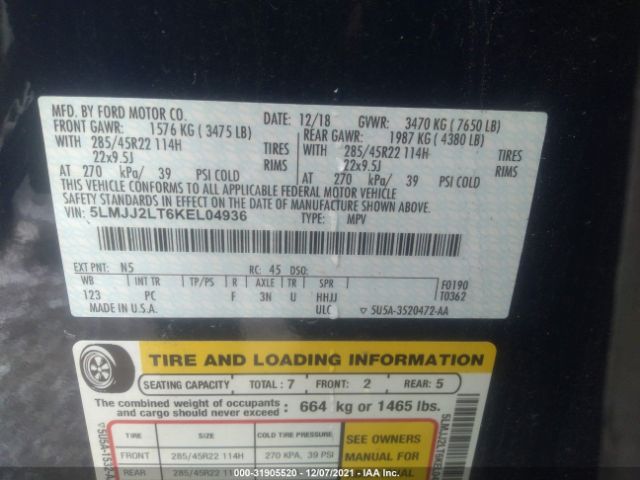 MFD. BY FORD MOTOR CO.
DATE: 12/18 GVWR: 3470 KG ( 7650 LB)
FRONT GAWR: 1576 KG ( 3475 LB) REAR GAWR: 1987 KG ( 4380 LB)
WITH 285/45R22 114H TIRES WITH 285/45R22 114H TIRES
22x9.5J RIMS 22x9.5J RIMS
AT 270 kPa/ 39 PSI COLD AT 270 kPa/ 39 PSI COLD
THIS VEHICLE CONFORMS TO ALL APPLICABLE FEDERAL MOTOR VEHICLE
SAFETY STANDARDS IN EFFECT ON THE DATE OF MANUFACTURE SHOWN ABOVE.
VIN: 5LMJJ2LT6KEL04936 TYPE: MPV
EXT PNT: N5 RC: 45 DSO:
WB INT TR TP/PS R AXLE TR SPR F0190
123 PC F 3N U HHJJ T0362
MADE IN U.S.A. ULC 5U5A-3520472-AA
TIRE AND LOADING INFORMATION
SEATING CAPACITY TOTAL : 7 FRONT: 2 REAR: 5
The combined weight of occupants
and cargo should never exceed : 664 kg or 1465 lbs.
TIRE SIZE COLD TIRE PRESSURE SEE OWNERS
FRONT 285/45R22 114H 270 KPA, 39 PSI MANUAL FOR
REAR 285/45R22
000-31905520 - 12/07/2021 - IAA Inc.